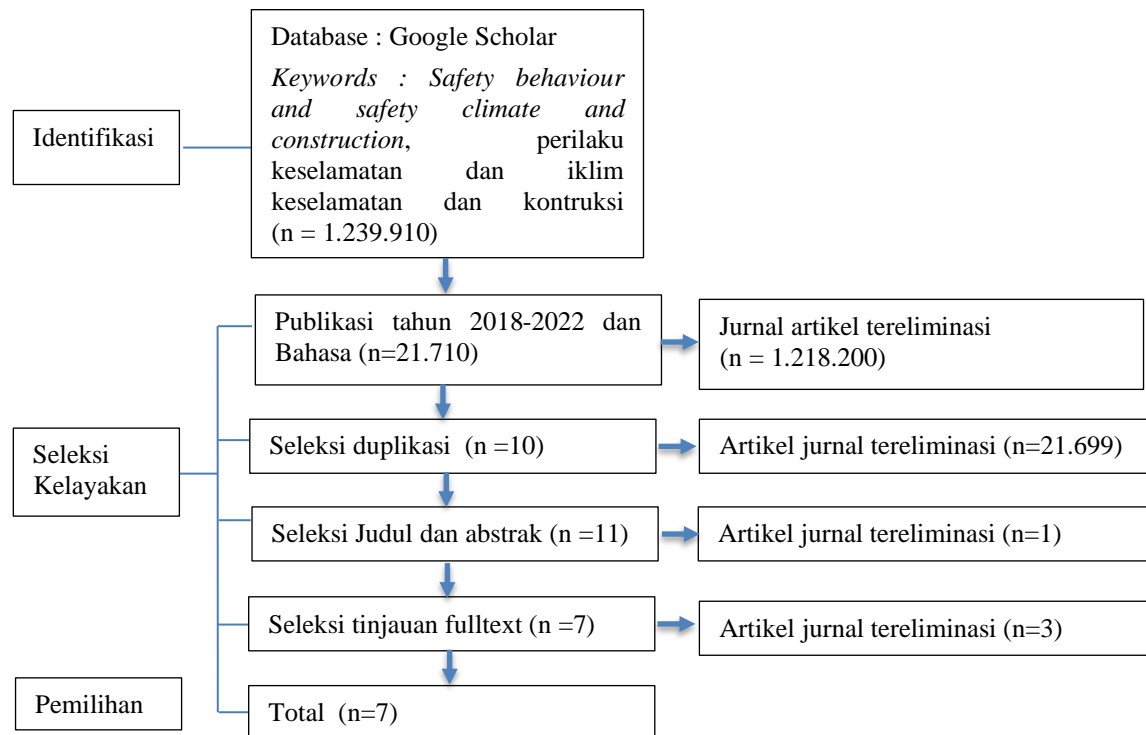 Identifikasi
Database : Google Scholar
Keywords : Safety behaviour
and safety climate and
construction, perilaku
keselamatan dan iklim
keselamatan dan kontruksi
(n = 1.239.910)
Publikasi tahun 2018-2022 dan
Bahasa (n=21.710)
Jurnal artikel tereliminasi
(n = 1.218.200)
Seleksi
Kelayakan
Seleksi duplikasi (n =10)
Artikel jurnal tereliminasi (n=21.699)
Seleksi Judul dan abstrak (n =11)
Artikel jurnal tereliminasi (n=1)
Seleksi tinjauan fulltext (n =7)
Artikel jurnal tereliminasi (n=3)
Pemilihan
Total (n=7)